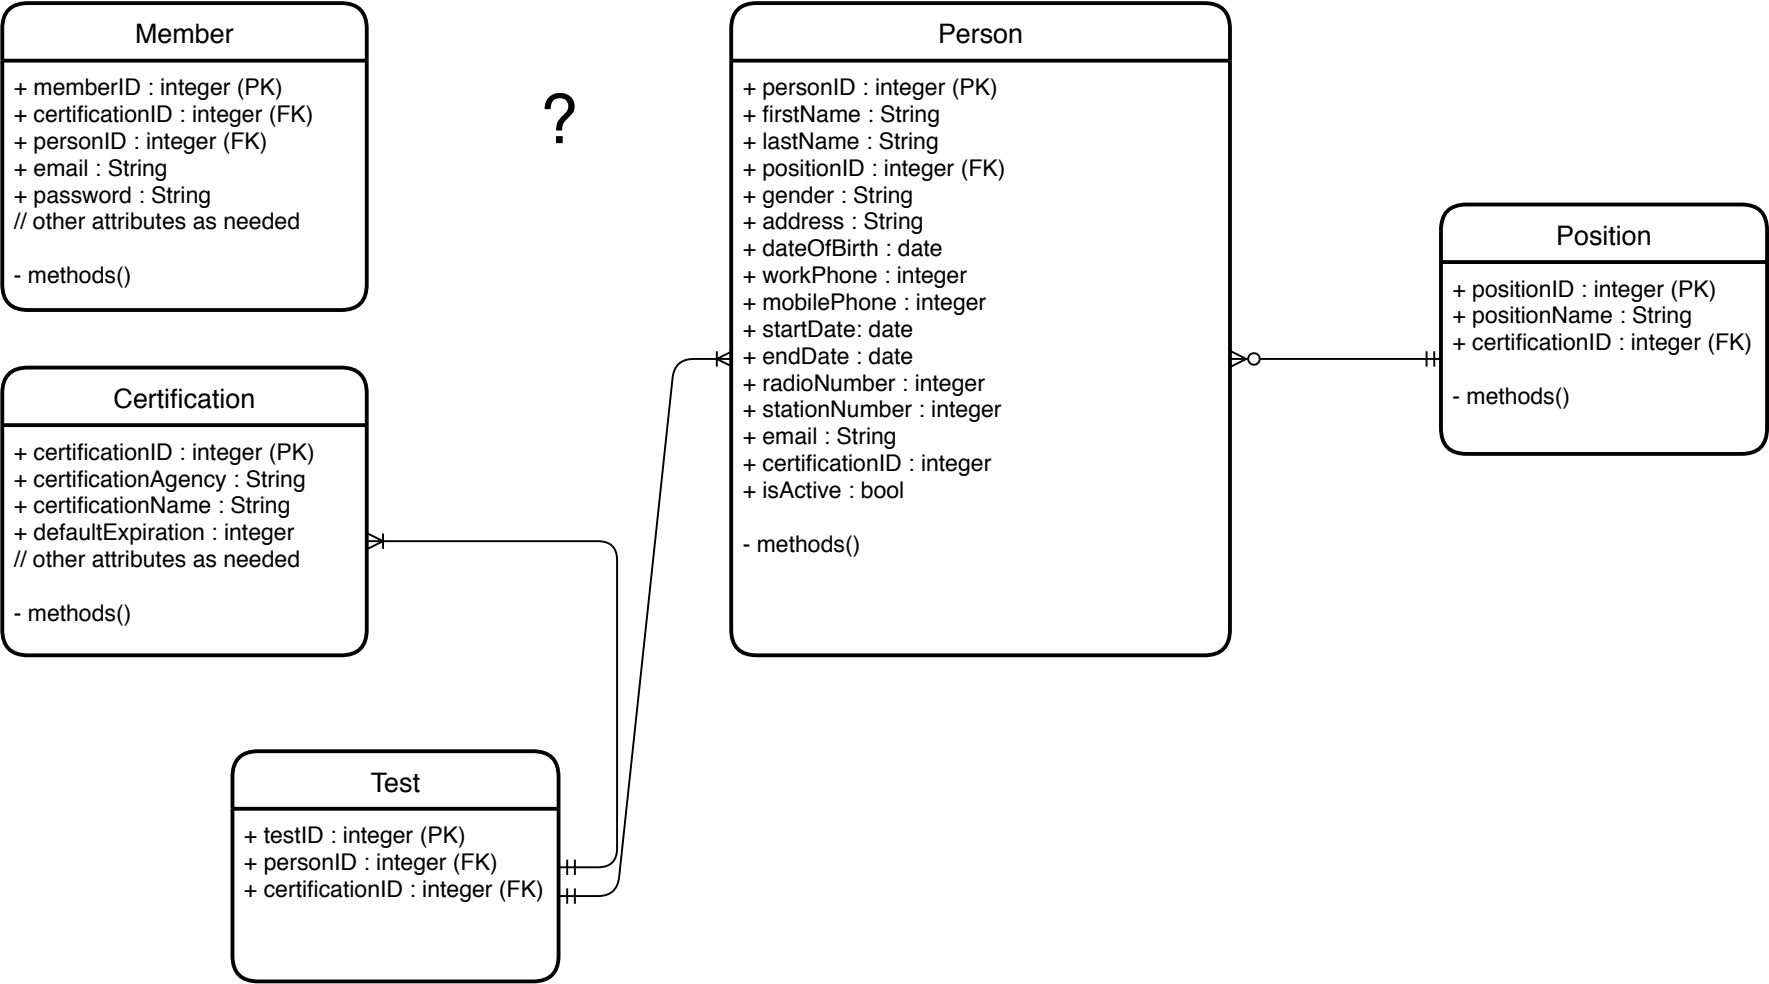 Member
+ memberID : integer (PK)
+ certificationID : integer (FK)
+ personID : integer (FK)
+ email : String
+ password : String
// other attributes as needed
- methods()
?
Person
+ personID : integer (PK)
+ firstName : String
+ lastName : String
+ positionID : integer (FK)
+ gender : String
+ address : String
+ dateOfBirth : date
+ workPhone : integer
+ mobilePhone : integer
+ startDate: date
+ endDate : date
+ radioNumber : integer
+ stationNumber : integer
+ email : String
+ certificationID : integer
+ isActive : bool
- methods()
Position
+ positionID : integer (PK)
+ positionName : String
+ certificationID : integer (FK)
- methods()
Certification
+ certificationID : integer (PK)
+ certificationAgency : String
+ certificationName : String
+ defaultExpiration : integer
// other attributes as needed
- methods()
Test
+ testID : integer (PK)
+ personID : integer (FK)
+ certificationID : integer (FK)